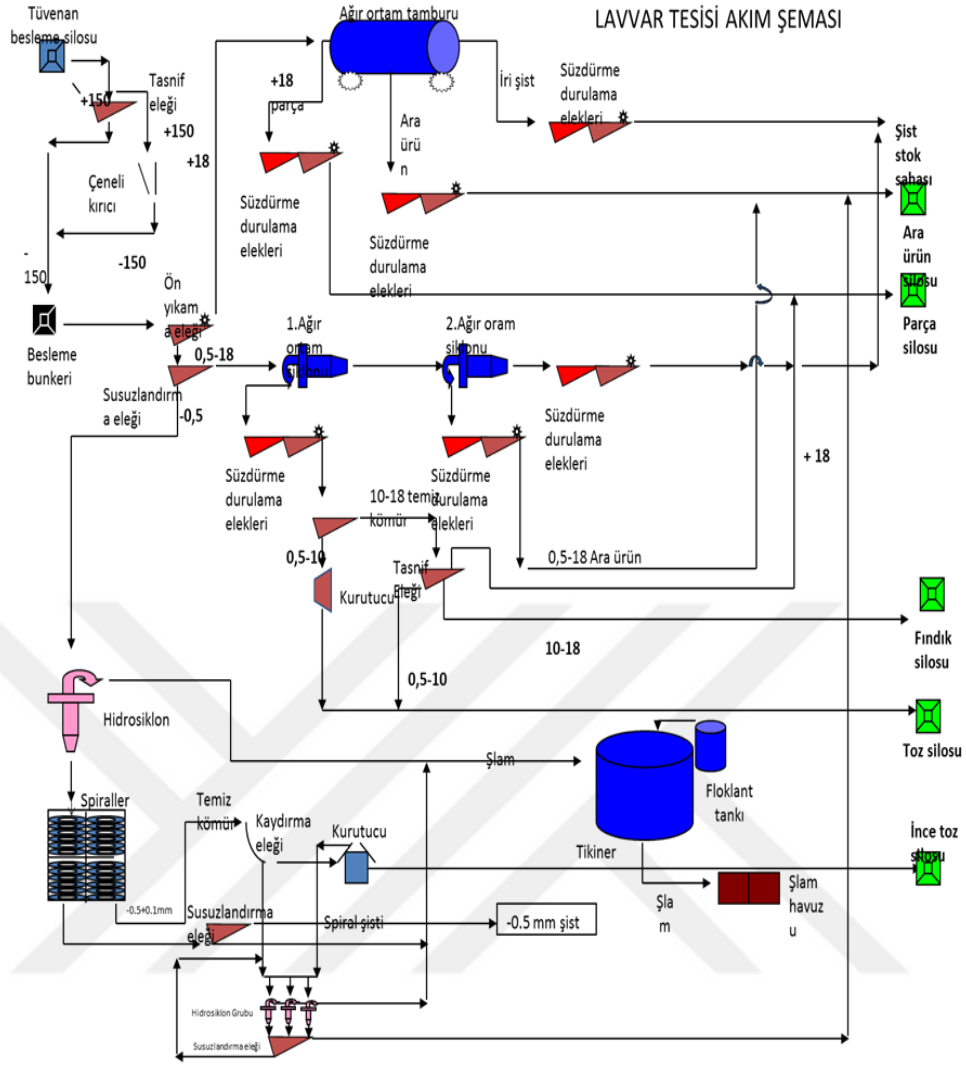 LAVVAR TESİSİ AKIM ŞEMASI
Tüvenan
besleme silosu
Ağır ortam tamburu
+150
Tasnif
eleği
+150
+18
Çeneli
kırıcı
-150
-
150
Besleme
bunkeri
Ön
yıkam
a eleği
+18
parça
Ara
ürü
n
İri şist
Süzdürme
durulama
elekleri
Süzdürme
durulama
elekleri
Süzdürme
durulama
elekleri
Şist
stok
sahası
Ara
ürün
silosu
Parça
silosu
0,5-18
1.Ağır
ortam
siklonu
2.Ağır oram
siklonu
Susuzlandırm
a eleği
-0,5
Süzdürme
durulama
elekleri
Süzdürme
durulama
elekleri
Süzdürme
durulama
elekleri
+ 18
10-18 temiz
kömür
0,5-10
Kurutucu
Tasnif
Eleği
0,5-18 Ara ürün
10-18
0,5-10
Fındık
silosu
Toz silosu
Hidrosiklon
Şlam
Floklant
tankı
Tikiner
Spiraller
Temiz
kömür
Kaydırma
eleği
Kurutucu
İnce toz
silosu
Şla
m
Şlam
havuz
u
-0.5+0.1mm
Susuzlandırma
eleği
Spiral şisti
-0.5 mm şist
Hidrosiklon Grubu
Susuzlandırma eleği